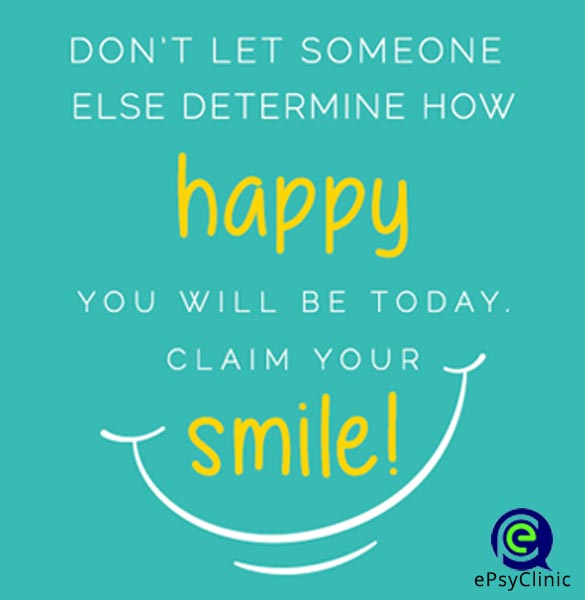 DON'T LET SOMEONE
ELSE DETERMINE HOW
happy
YOU WILL BE TODAY.
CLAIM YOUR
smile!
e
ePsyClinic